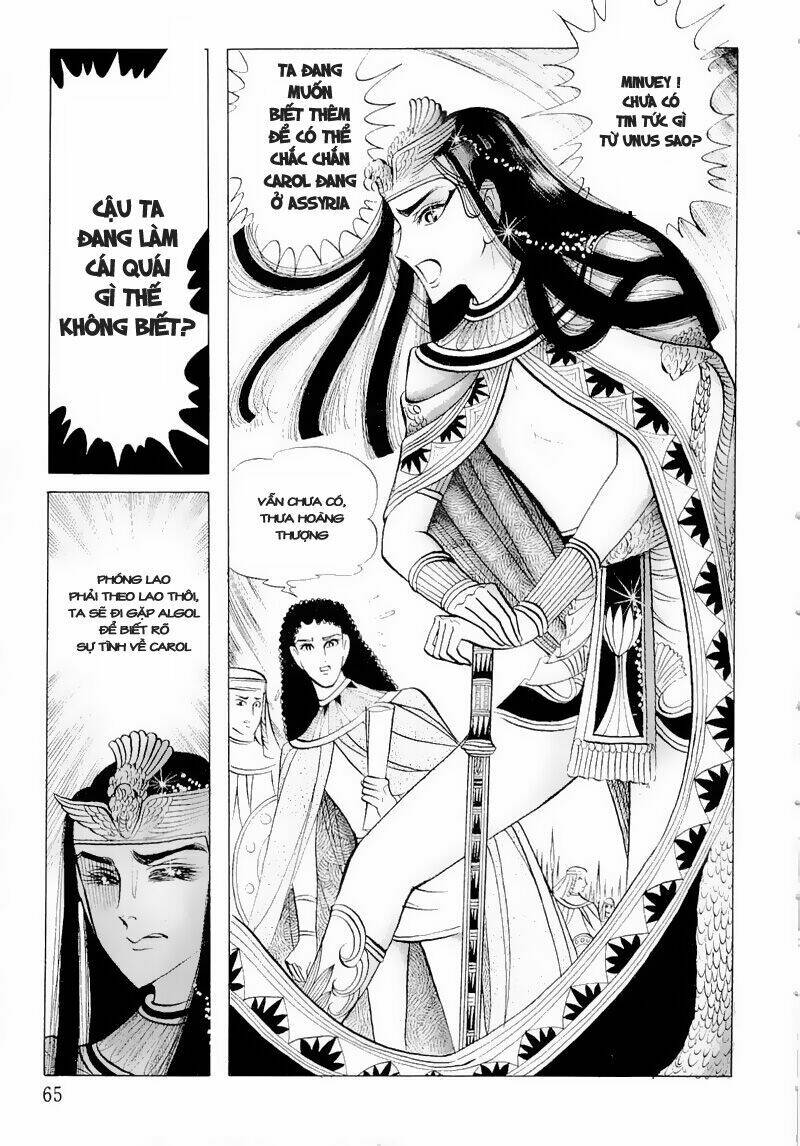 MINUEY !
CHƯA CÓ
TIN TỨC GÌ
TỪ UNUS SAO?
TA ĐANG
MUỐN
BIẾT THÊM
ĐỂ CÓ THỂ
CHẮC CHẮN
CAROL ĐANG
Ở ASSYRIA
VẪN CHƯA CÓ,
THƯA HOÀNG
THƯỢNG
CẬU TA
ĐANG LÀM
CÁI QUÁI
GÌ THẾ
KHÔNG BIẾT?
PHÓNG LAO
PHẢI THEO LAO THÔI,
TA SẼ ĐI GẶP ALGOL
ĐỂ BIẾT RÕ
SỰ TÌNH VỀ CAROL
65